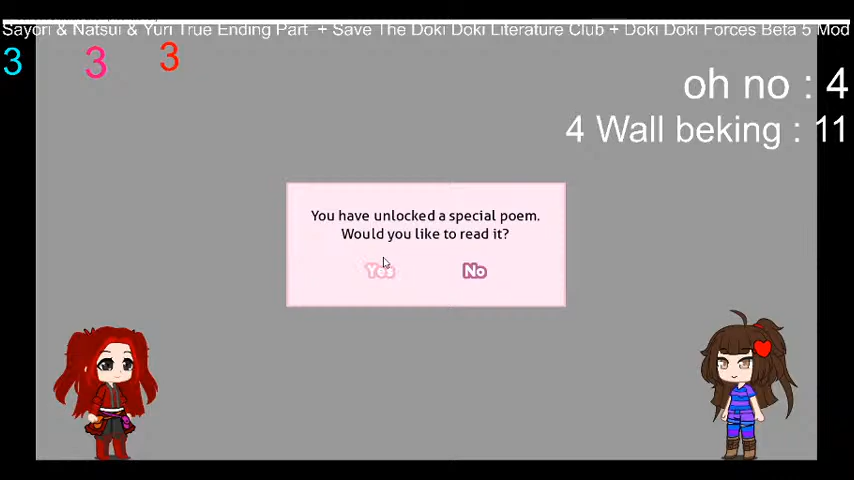 Sayori & Natsui & Yuri True Ending Part + Save The Doki Doki Literature Club + Doki Doki Forces Beta 5 Mod
3 3 3
oh no : 4
4 Wall beking : 11
You have unlocked a special poem.
Would you like to read it?
Yes No